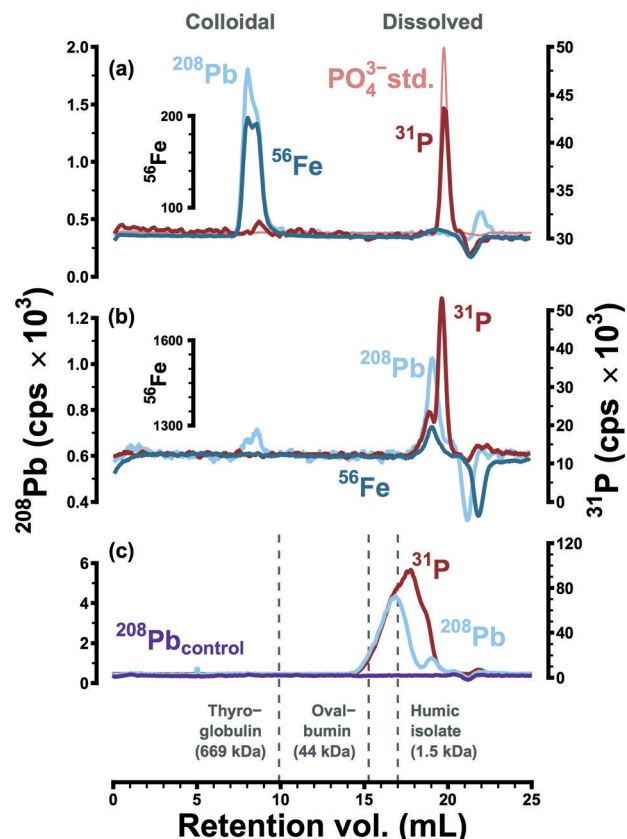 Colloidal Dissolved
(a)
²⁰⁸Pb
PO₄³⁻ std.
³¹P
⁵⁶Fe
2.0
1.5
1.0
0.5
0.0
200
100
⁵⁶Fe
50
45
40
35
30
(b)
³¹P
²⁰⁸Pb
⁵⁶Fe
1.2
1.0
0.8
0.6
0.4
1600
1300
⁵⁶Fe
50
40
30
20
10
0
²⁰⁸Pb (cps × 10³)
³¹P (cps × 10³)
(c)
³¹P
²⁰⁸Pb control
²⁰⁸Pb
6
4
2
0
120
80
40
0
Thyro–
globulin
(669 kDa)
Oval–
bumin
(44 kDa)
Humic
isolate
(1.5 kDa)
0 5 10 15 20 25
Retention vol. (mL)